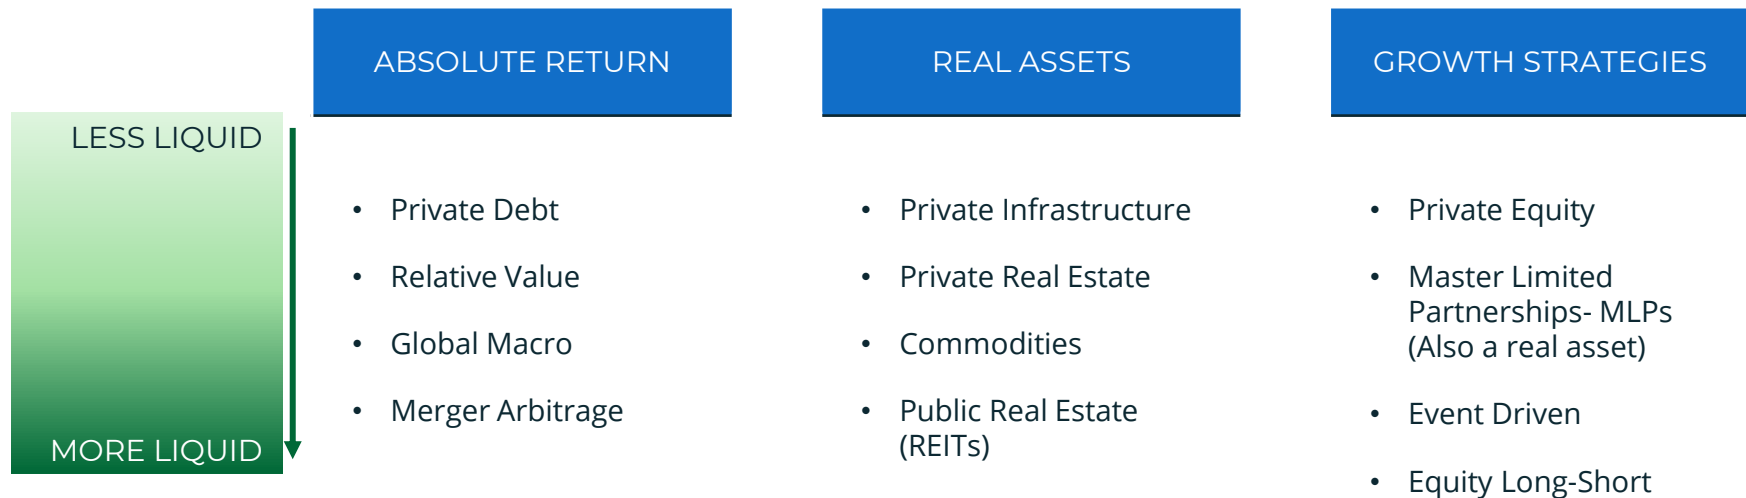 ABSOLUTE RETURN
REAL ASSETS
GROWTH STRATEGIES
LESS LIQUID
MORE LIQUID
• Private Debt
• Relative Value
• Global Macro
• Merger Arbitrage
• Private Infrastructure
• Private Real Estate
• Commodities
• Public Real Estate
(REITs)
• Private Equity
• Master Limited
Partnerships- MLPs
(Also a real asset)
• Event Driven
• Equity Long-Short